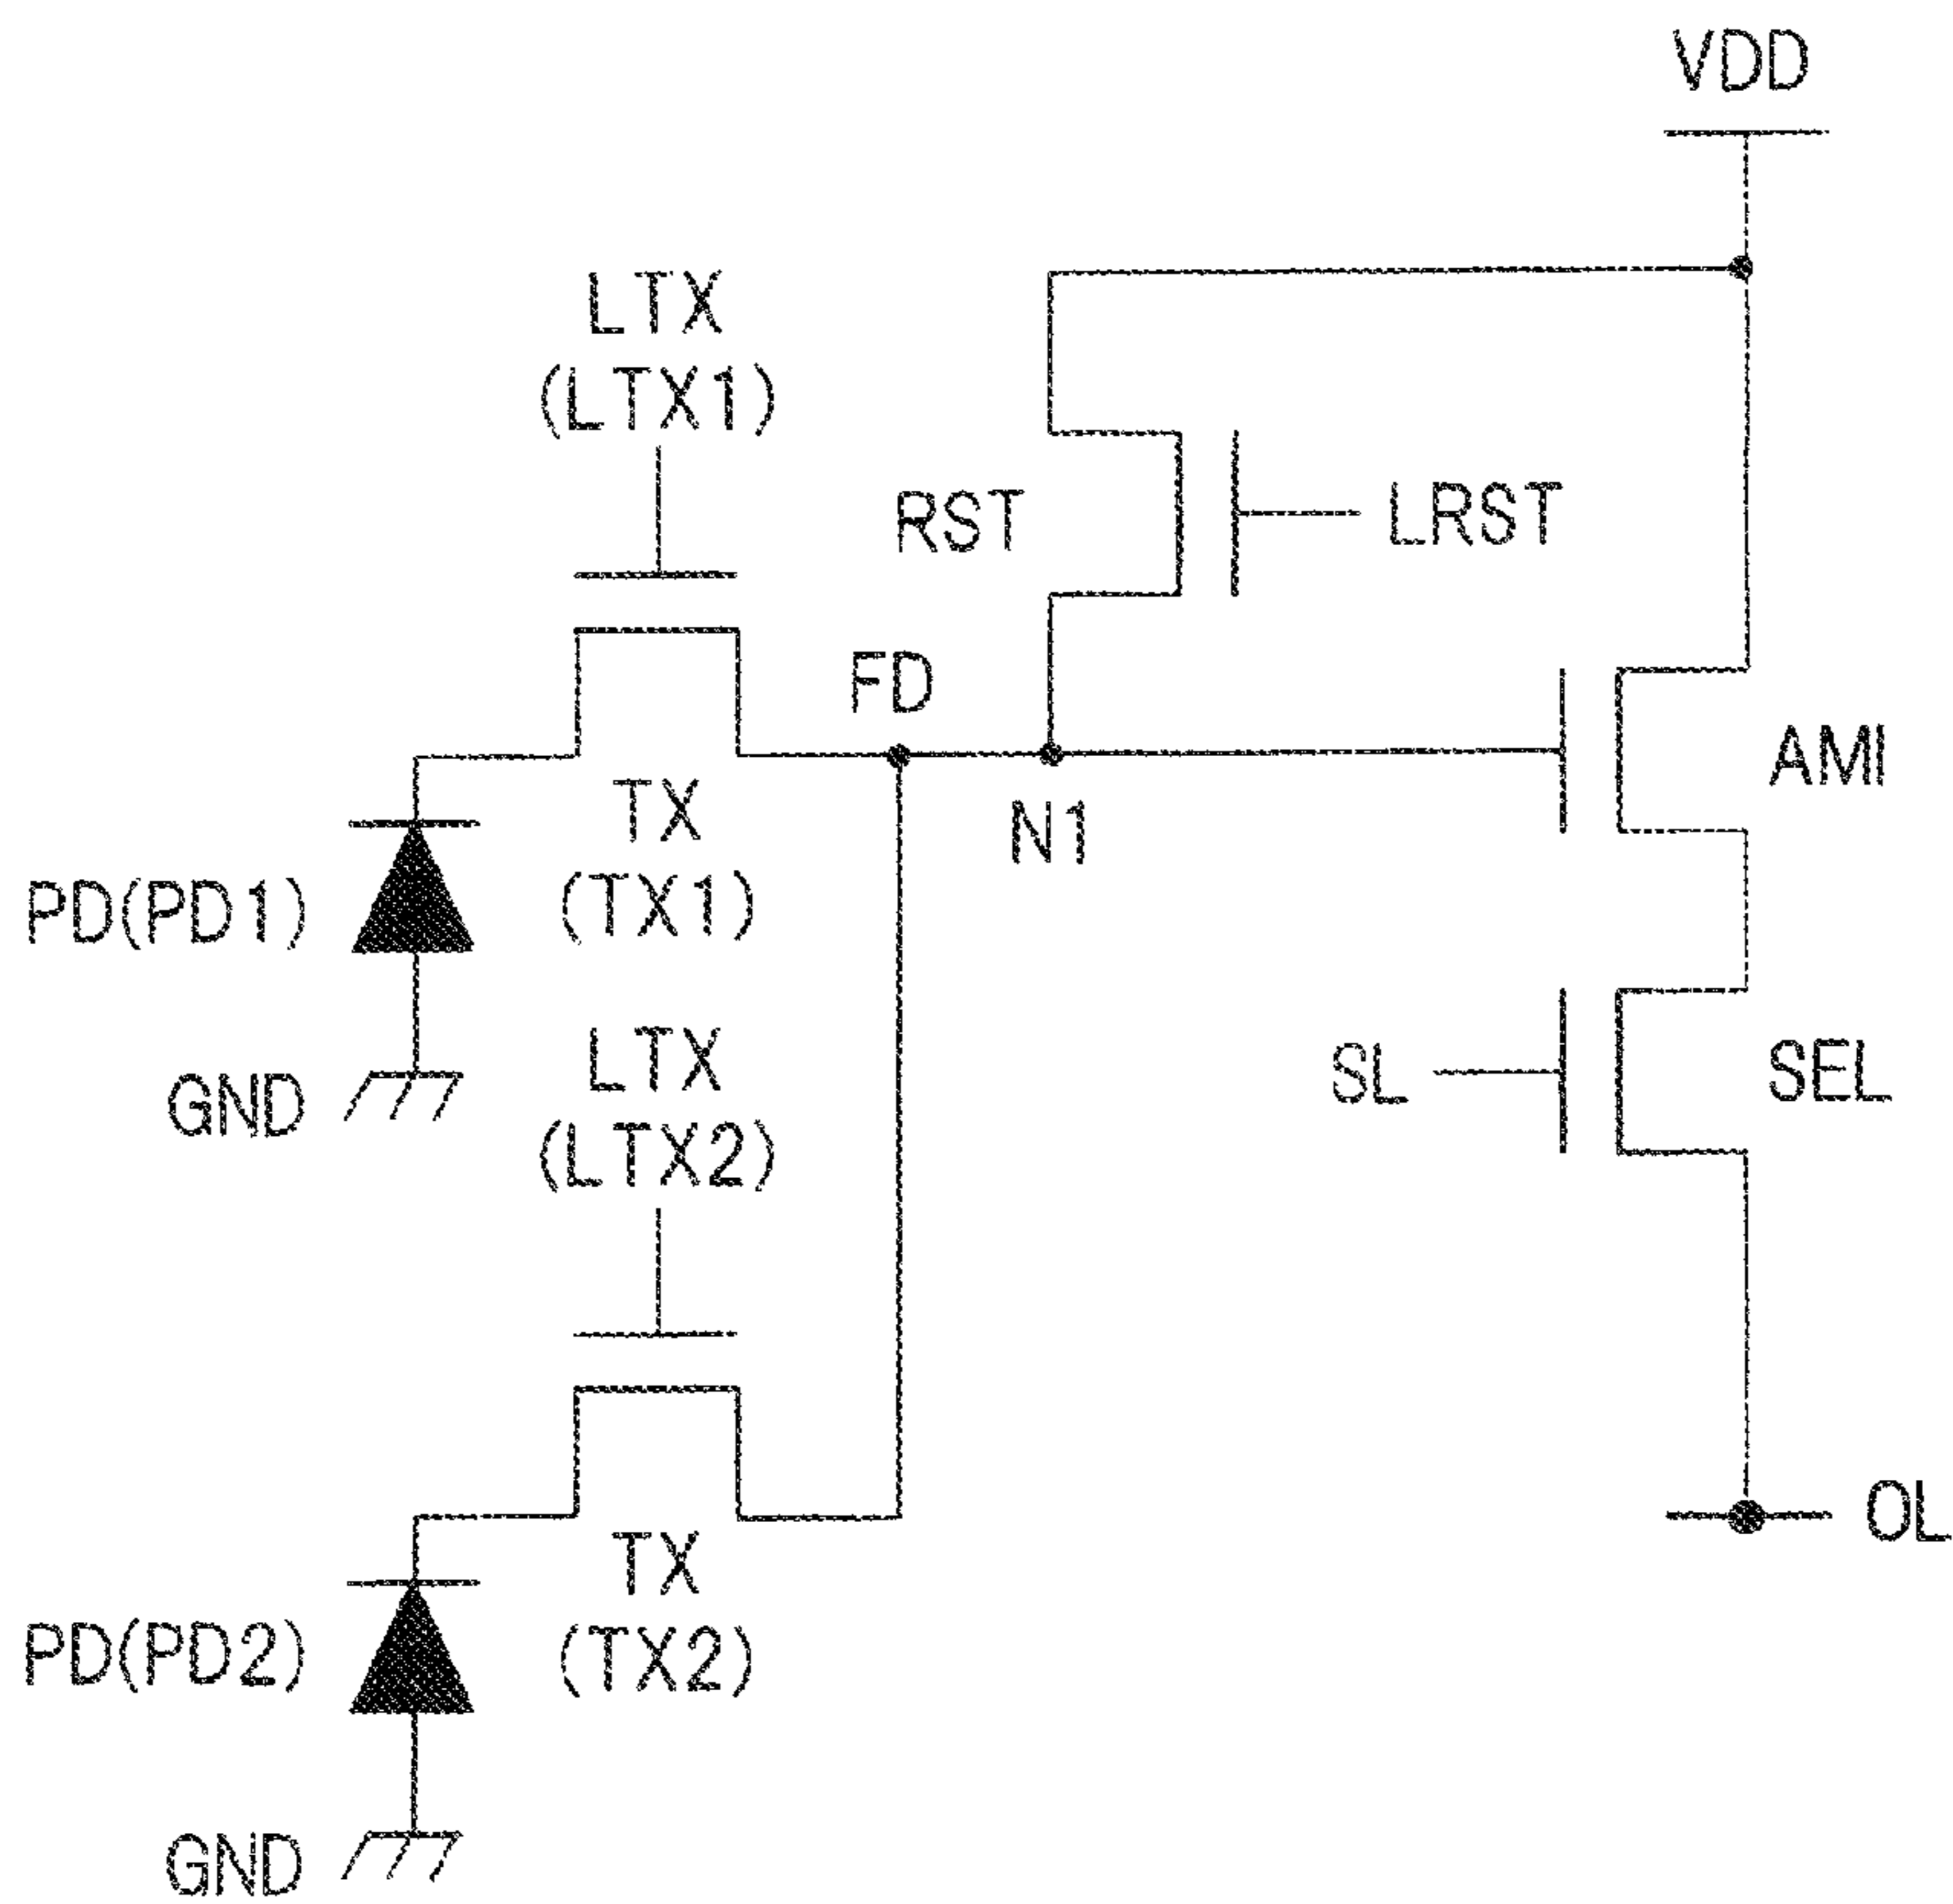 VDD
LTX
(LTX1)
RST
LRST
FD
AMI
TX
(TX1)
N1
PD(PD1)
GND
LTX
(LTX2)
SL
SEL
OL
TX
(TX2)
PD(PD2)
GND